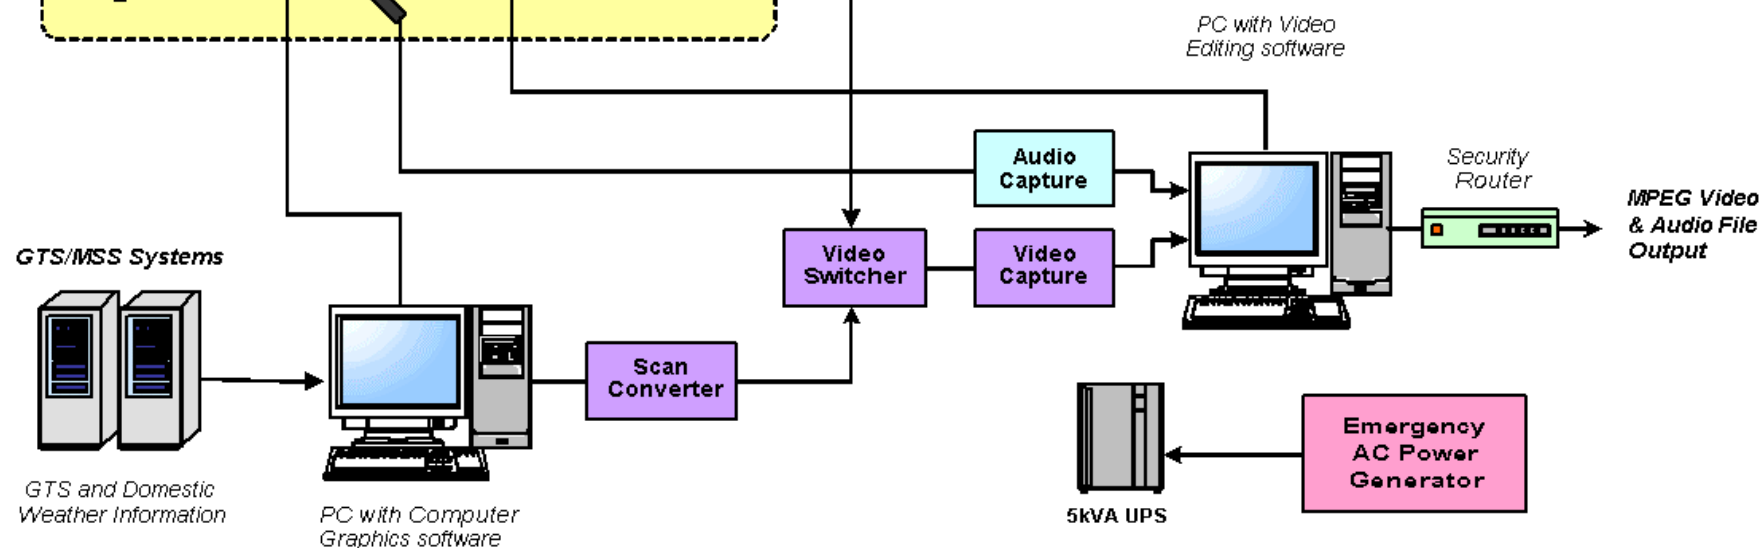 PC with Video
Editing software
Audio
Capture
Security
Router
MPEG Video
& Audio File
Output
GTS/MSS Systems
Video
Switcher
Video
Capture
Scan
Converter
Emergency
AC Power
Generator
GTS and Domestic
Weather Information
PC with Computer
Graphics software
5kVA UPS